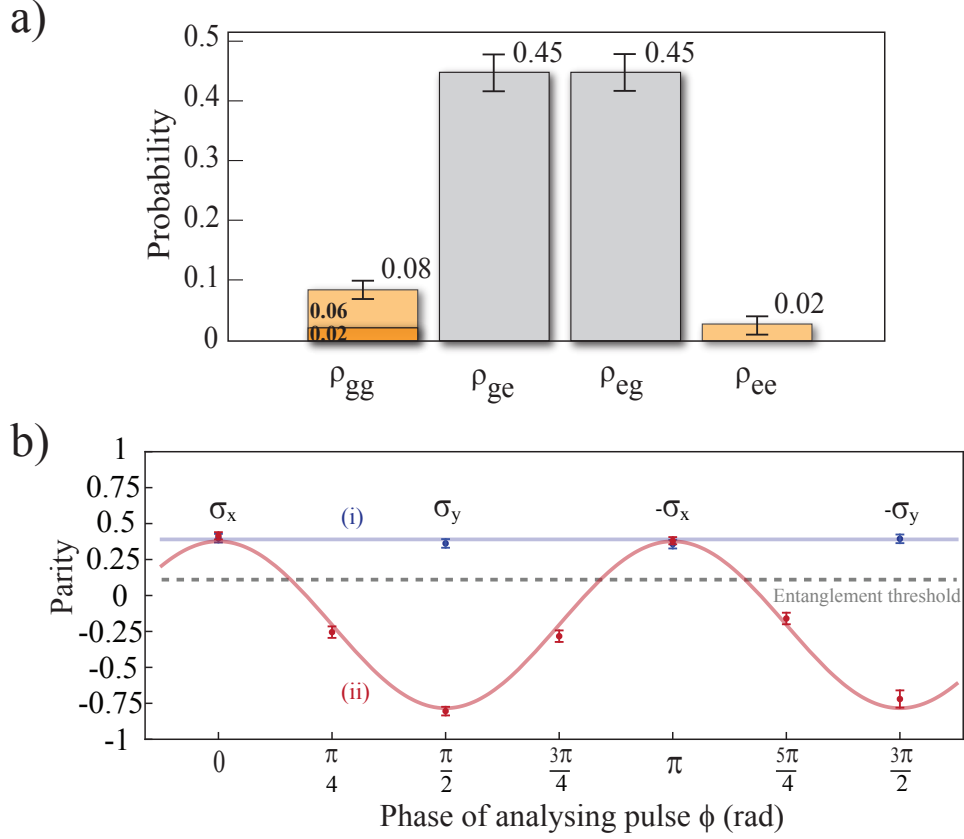 a)
0.5
0.4
0.3
0.2
0.1
0
Probability
0.08
0.06
0.02
0.45
0.45
0.02
ρgg
ρge
ρeg
ρee
b)
1
0.75
0.5
0.25
0
-0.25
-0.5
-0.75
-1
Parity
σx
(i)
σy
-σx
-σy
Entanglement threshold
(ii)
0
π/4
π/2
3π/4
π
5π/4
3π/2
Phase of analysing pulse ϕ (rad)